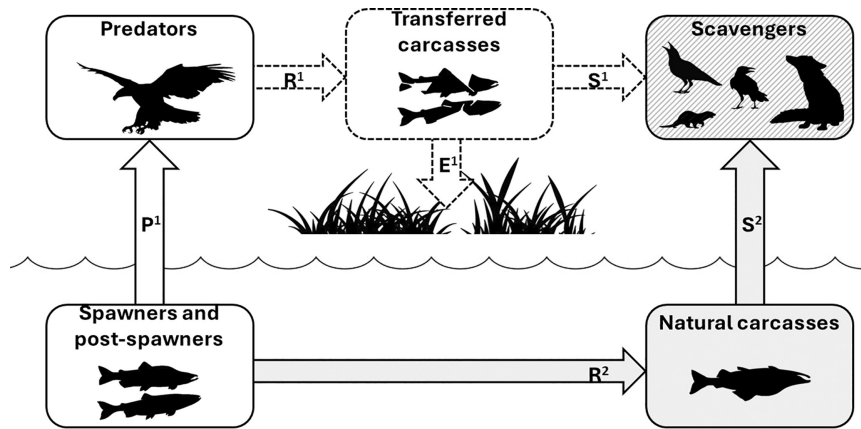 Predators
Transferred
carcasses
Scavengers
R¹
S¹
E¹
P¹
S²
Spawners and
post-spawners
Natural carcasses
R²